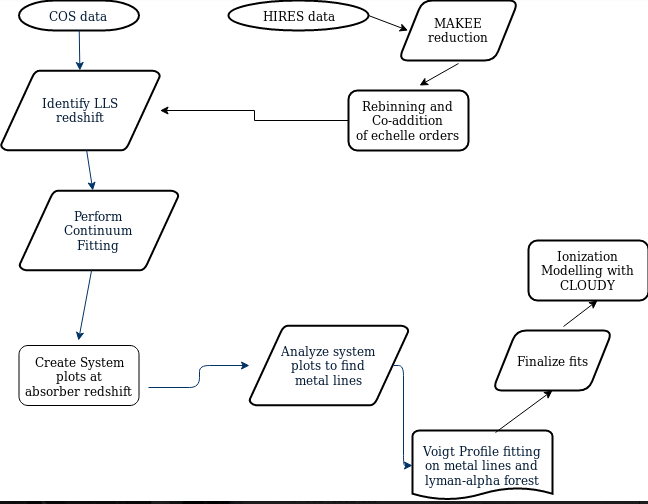 COS data
HIRES data
MAKEE
reduction
Identify LLS
redshift
Rebinning and
Co-addition
of echelle orders
Perform
Continuum
Fitting
Ionization
Modelling with
CLOUDY
Create System
plots at
absorber redshift
Analyze system
plots to find
metal lines
Finalize fits
Voigt Profile fitting
on metal lines and
lyman-alpha forest